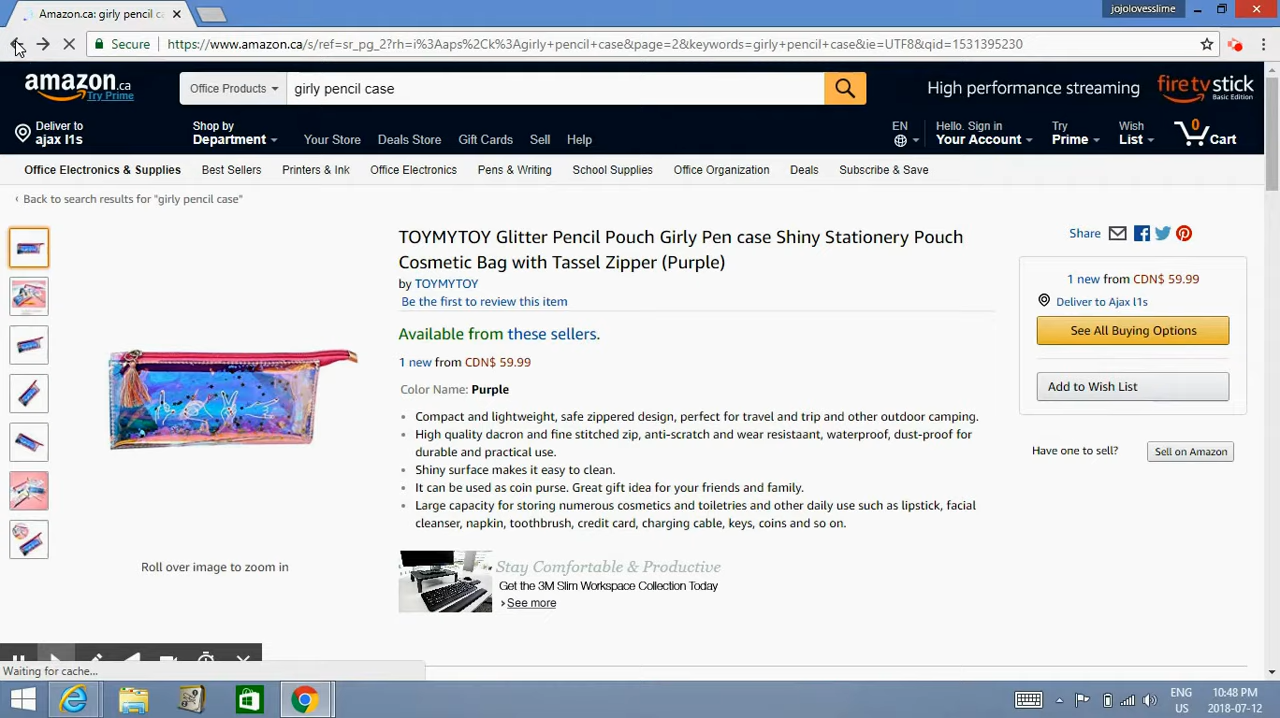 Amazon.ca: girly pencil c
jojolovesslime
Secure
https://www.amazon.ca/s/ref=sr_pg_2?rh=i%3Aaps%2Ck%3Agirly+pencil+case&page=2&keywords=girly+pencil+case&ie=UTF8&qid=1531395230
amazon.ca
Try Prime
Office Products
girly pencil case
High performance streaming
fire tv stick
Basic Edition
Deliver to
ajax l1s
Shop by
Department
Your Store
Deals Store
Gift Cards
Sell
Help
EN
Hello. Sign in
Your Account
Try
Prime
Wish
List
0
Cart
Office Electronics & Supplies
Best Sellers
Printers & Ink
Office Electronics
Pens & Writing
School Supplies
Office Organization
Deals
Subscribe & Save
‹ Back to search results for "girly pencil case"
TOYMYTOY Glitter Pencil Pouch Girly Pen case Shiny Stationery Pouch
Cosmetic Bag with Tassel Zipper (Purple)
by TOYMYTOY
Be the first to review this item
Available from these sellers.
1 new from CDN$ 59.99
Color Name: Purple
• Compact and lightweight, safe zippered design, perfect for travel and trip and other outdoor camping.
• High quality dacron and fine stitched zip, anti-scratch and wear resistaant, waterproof, dust-proof for
durable and practical use.
• Shiny surface makes it easy to clean.
• It can be used as coin purse. Great gift idea for your friends and family.
• Large capacity for storing numerous cosmetics and toiletries and other daily use such as lipstick, facial
cleanser, napkin, toothbrush, credit card, charging cable, keys, coins and so on.
Share
1 new from CDN$ 59.99
Deliver to Ajax l1s
See All Buying Options
Add to Wish List
Have one to sell?
Sell on Amazon
Roll over image to zoom in
Stay Comfortable & Productive
Get the 3M Slim Workspace Collection Today
›See more
Waiting for cache...
ENG
US
10:48 PM
2018-07-12